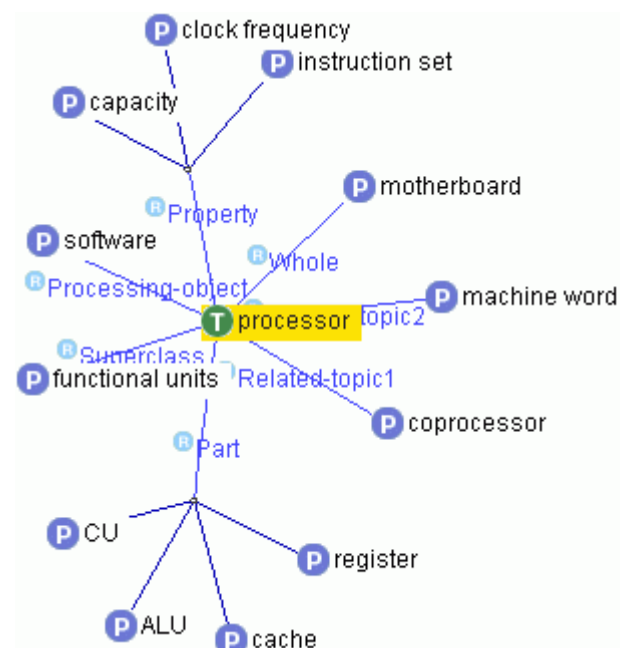 P clock frequency
P instruction set
P capacity
P motherboard
R Property
P software
R Whole
R Processing-object
P machine word
T processor
topic2
R Superclass
P functional units
Related-topic1
P coprocessor
R Part
P CU
P register
P ALU
P cache